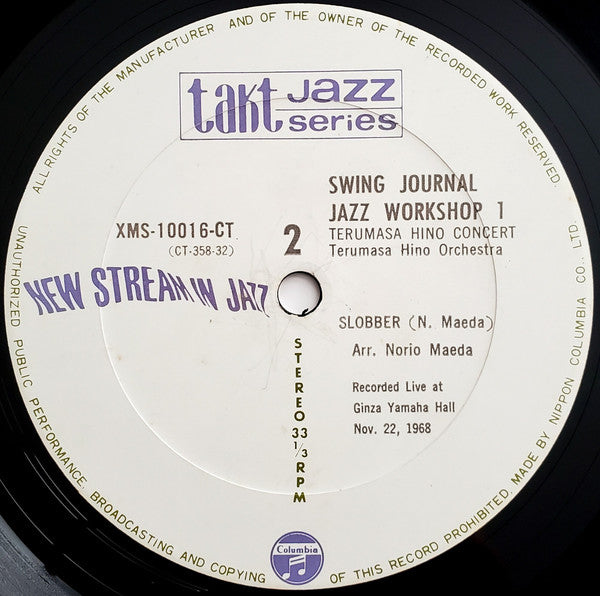 ALL RIGHTS OF THE MANUFACTURER AND OF THE OWNER OF THE RECORDED WORK RESERVED.
UNAUTHORIZED PUBLIC PERFORMANCE. BROADCASTING AND COPYING OF THIS RECORD PROHIBITED. MADE BY NIPPON COLUMBIA CO., LTD.
takt jazz series
SWING JOURNAL
JAZZ WORKSHOP 1
TERUMASA HINO CONCERT
Terumasa Hino Orchestra
XMS-10016-CT
(CT-358-32)
2
NEW STREAM IN JAZZ
SLOBBER (N. Maeda)
Arr. Norio Maeda
Recorded Live at
Ginza Yamaha Hall
Nov. 22, 1968
STEREO 33 1/3 RPM
Columbia